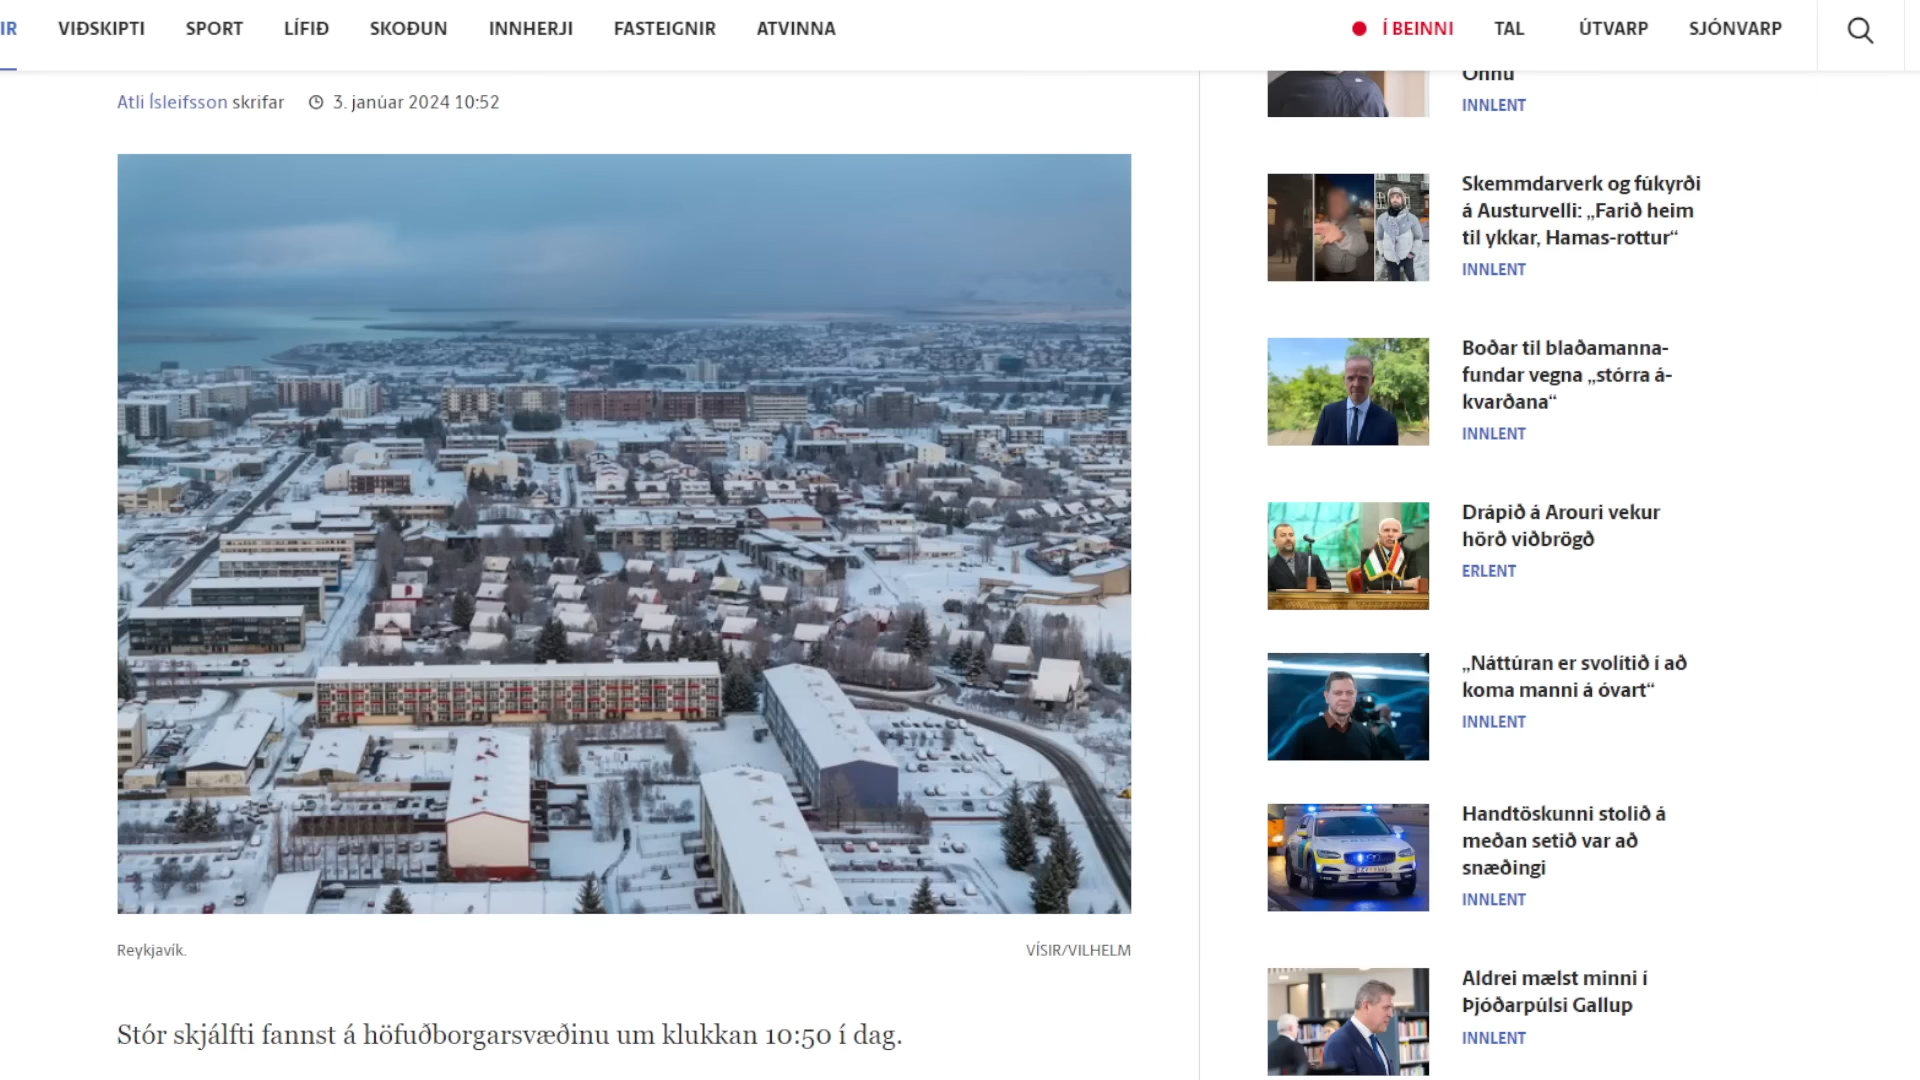 IR VIÐSKIPTI SPORT LÍFIÐ SKOÐUN INNHERJI FASTEIGNIR ATVINNA Í BEINNI TAL ÚTVARP SJÓNVARP
Atli Ísleifsson skrifar 3. janúar 2024 10:52
Reykjavík. VÍSIR/VILHELM
Stór skjálfti fannst á höfuðborgarsvæðinu um klukkan 10:50 í dag.
Önnu
INNLENT
Skemmdarverk og fúkyrði
á Austurvelli: „Farið heim
til ykkar, Hamas-rottur“
INNLENT
Boðar til blaðamanna-
fundar vegna „stórra á-
kvarðana“
INNLENT
Drápið á Arouri vekur
hörð viðbrögð
ERLENT
„Náttúran er svolítið í að
koma manni á óvart“
INNLENT
Handtöskunni stolið á
meðan setið var að
snæðingi
INNLENT
Aldrei mælst minni í
Þjóðarpúlsi Gallup
INNLENT